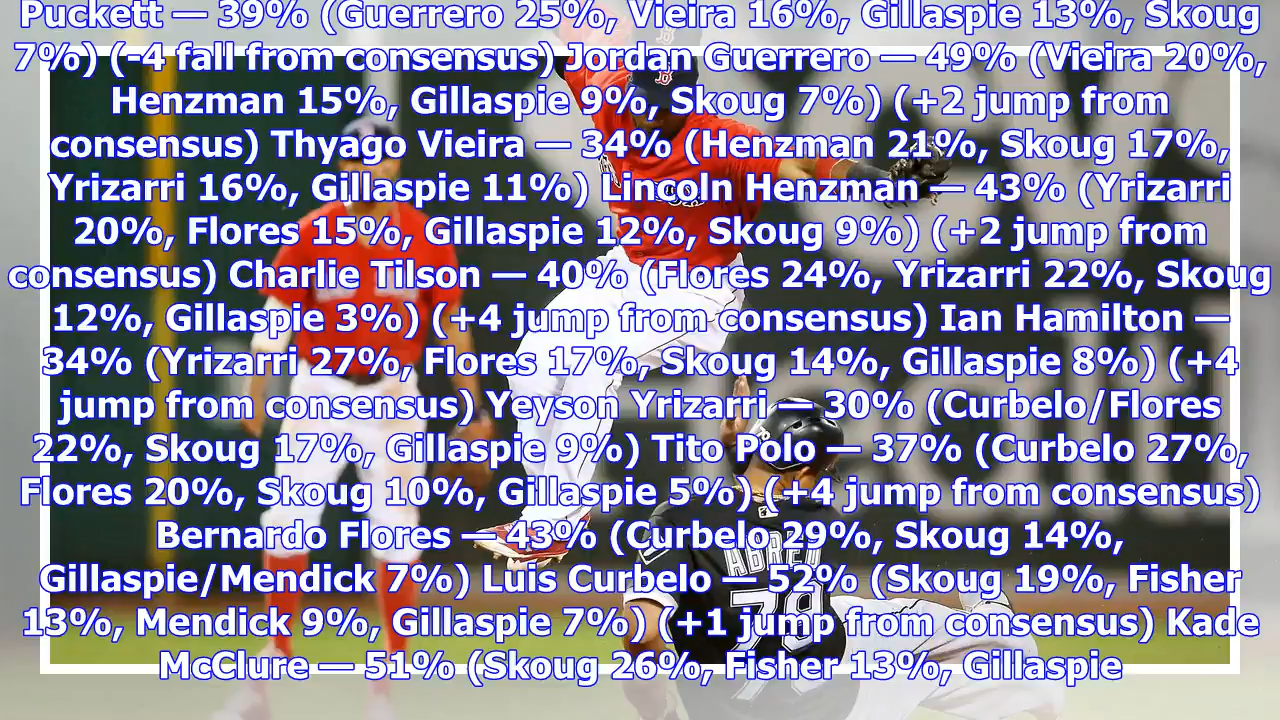 Puckett — 39% (Guerrero 25%, Vieira 16%, Gillaspie 13%, Skoug
7%) (-4 fall from consensus) Jordan Guerrero — 49% (Vieira 20%,
Henzman 15%, Gillaspie 9%, Skoug 7%) (+2 jump from
consensus) Thyago Vieira — 34% (Henzman 21%, Skoug 17%,
Yrizarri 16%, Gillaspie 11%) Lincoln Henzman — 43% (Yrizarri
20%, Flores 15%, Gillaspie 12%, Skoug 9%) (+2 jump from
consensus) Charlie Tilson — 40% (Flores 24%, Yrizarri 22%, Skoug
12%, Gillaspie 3%) (+4 jump from consensus) Ian Hamilton —
34% (Yrizarri 27%, Flores 17%, Skoug 14%, Gillaspie 8%) (+4
jump from consensus) Yeyson Yrizarri — 30% (Curbelo/Flores
22%, Skoug 17%, Gillaspie 9%) Tito Polo — 37% (Curbelo 27%,
Flores 20%, Skoug 10%, Gillaspie 5%) (+4 jump from consensus)
Bernardo Flores — 43% (Curbelo 29%, Skoug 14%,
Gillaspie/Mendick 7%) Luis Curbelo — 52% (Skoug 19%, Fisher
13%, Mendick 9%, Gillaspie 7%) (+1 jump from consensus) Kade
McClure — 51% (Skoug 26%, Fisher 13%, Gillaspie
ABREU
79